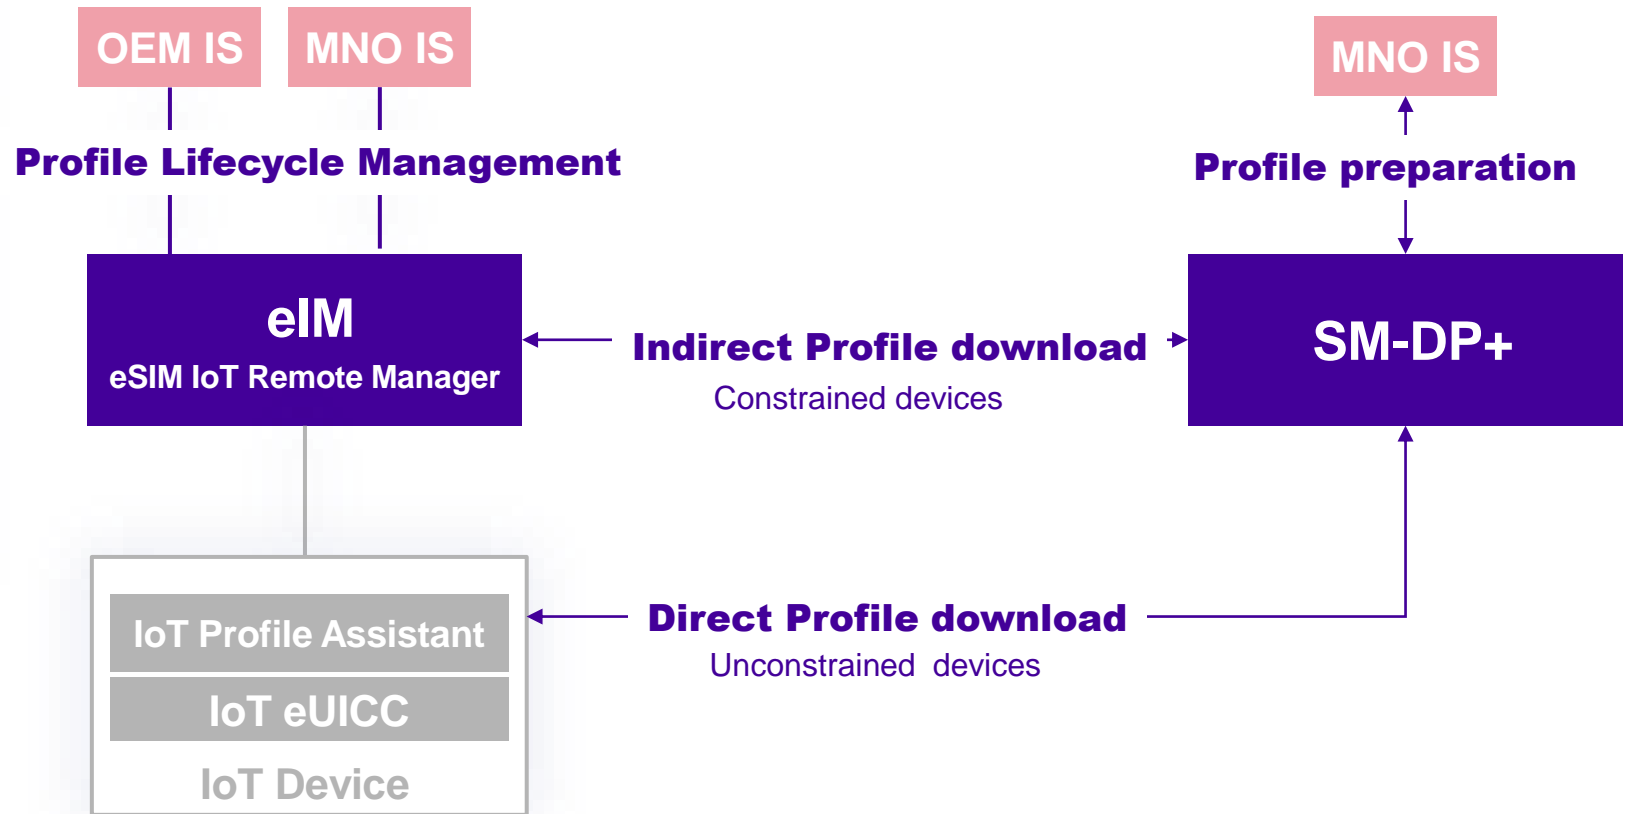 OEM IS
MNO IS
MNO IS
Profile Lifecycle Management
Profile preparation
eIM
eSIM IoT Remote Manager
Indirect Profile download
Constrained devices
SM-DP+
IoT Profile Assistant
IoT eUICC
IoT Device
Direct Profile download
Unconstrained devices